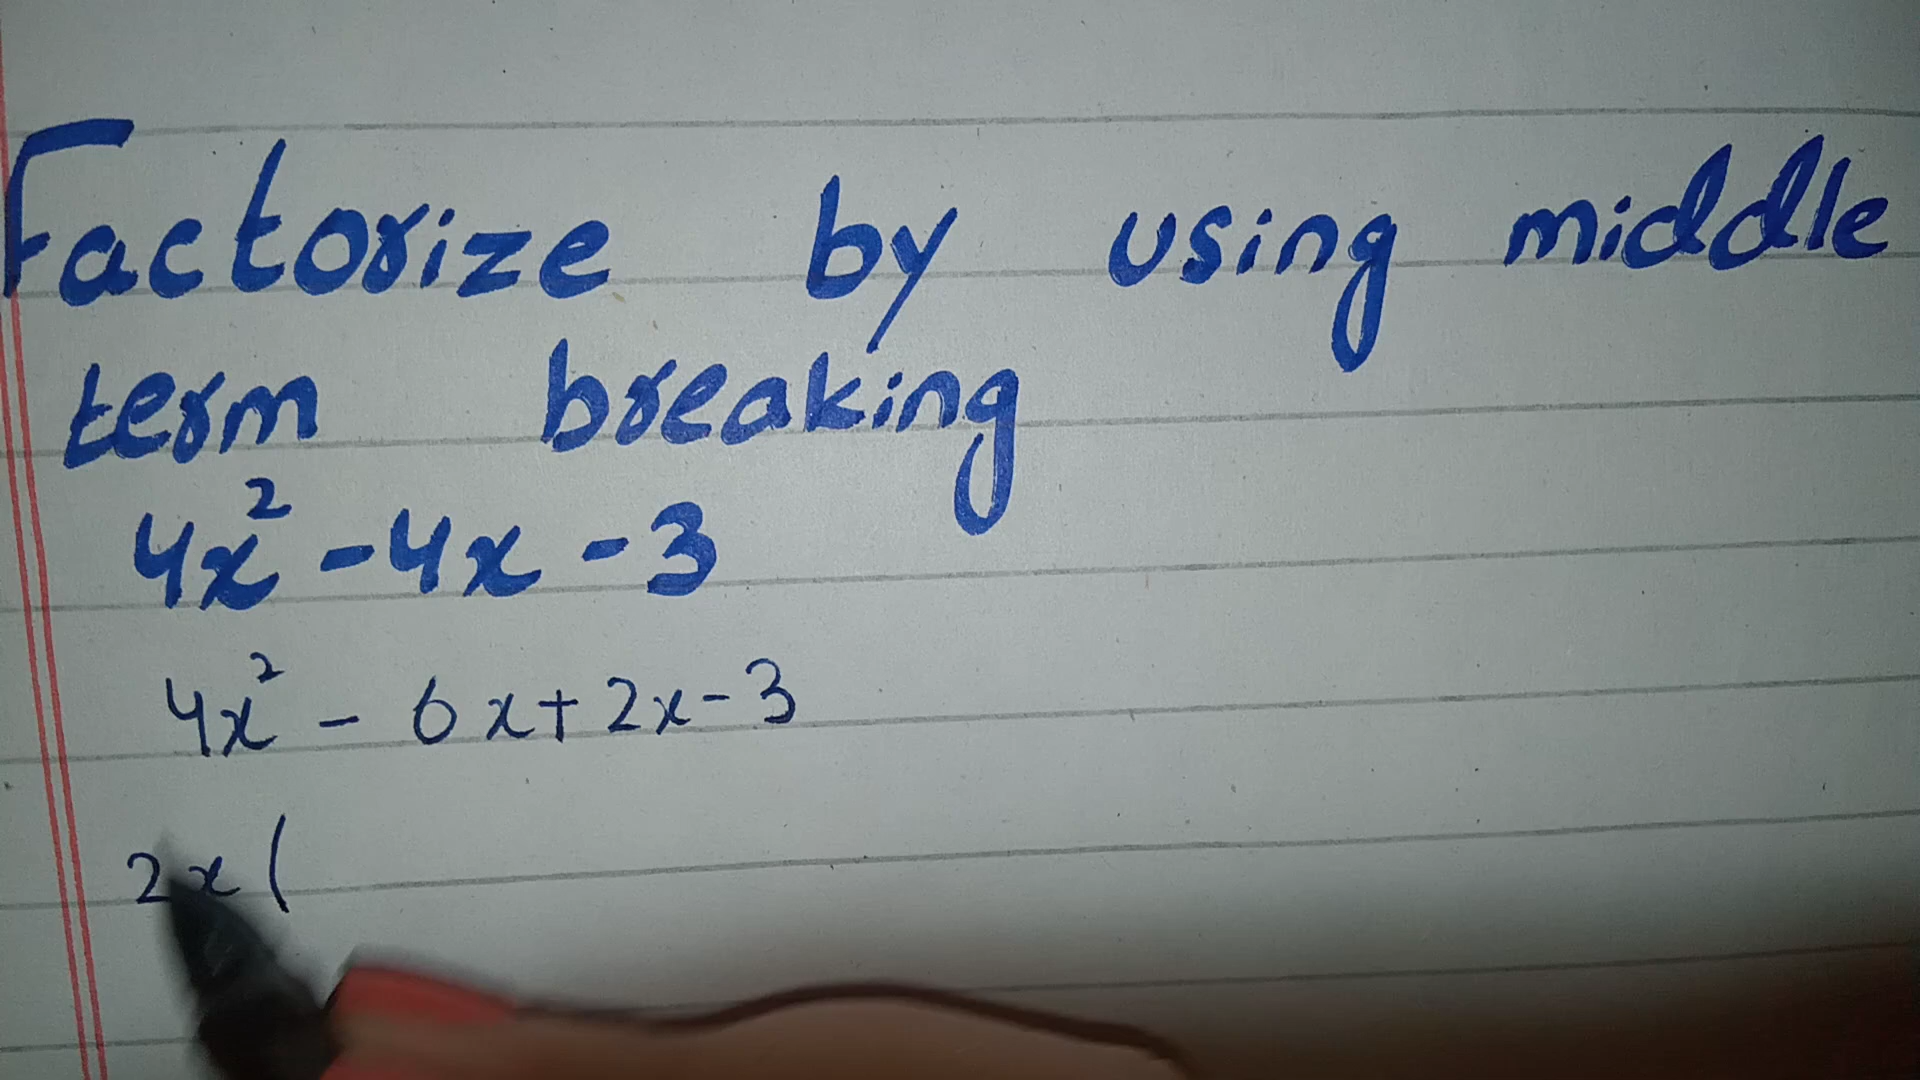 Factorize by using middle
term breaking
4x² - 4x - 3
4x² - 6x + 2x - 3
2x (